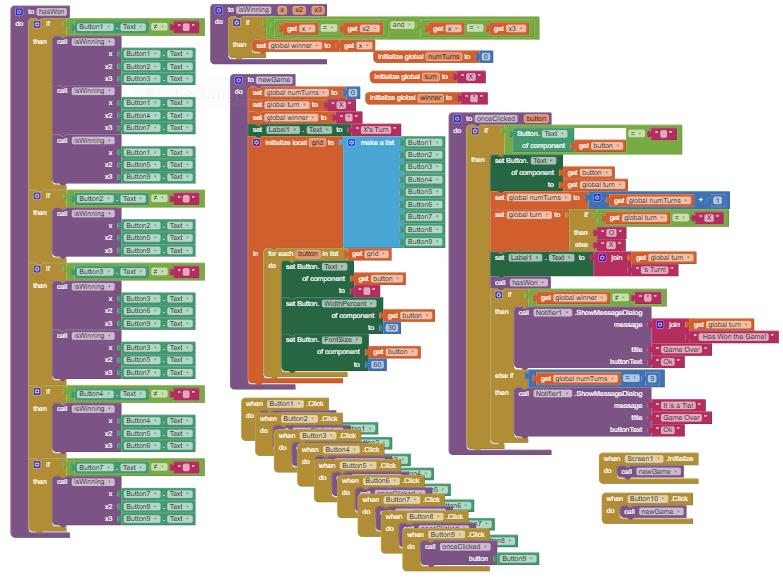 to hasWon
do if Button1 . Text ≠ " "
then call isWinning
x Button1 . Text
x2 Button2 . Text
x3 Button3 . Text
call isWinning
x Button1 . Text
x2 Button4 . Text
x3 Button7 . Text
call isWinning
x Button1 . Text
x2 Button5 . Text
x3 Button9 . Text
if Button2 . Text ≠ " "
then call isWinning
x Button2 . Text
x2 Button5 . Text
x3 Button8 . Text
if Button3 . Text ≠ " "
then call isWinning
x Button3 . Text
x2 Button6 . Text
x3 Button9 . Text
call isWinning
x Button3 . Text
x2 Button5 . Text
x3 Button7 . Text
if Button4 . Text ≠ " "
then call isWinning
x Button4 . Text
x2 Button5 . Text
x3 Button6 . Text
if Button7 . Text ≠ " "
then call isWinning
x Button7 . Text
x2 Button8 . Text
x3 Button9 . Text
to isWinning x x2 x3
do if get x = get x2 and get x = get x3
then set global winner to get x
initialize global numTurns to 0
initialize global turn to " X "
initialize global winner to " * "
to newGame
do set global numTurns to 0
set global turn to " X "
set global winner to " * "
set Label1 . Text to " X's Turn "
initialize local grid to make a list Button1
Button2
Button3
Button4
Button5
Button6
Button7
Button8
Button9
in for each button in list get grid
do set Button. Text
of component get button
to " "
set Button. WidthPercent
of component get button
to 30
set Button. FontSize
of component get button
to 60
to onceClicked button
do if Button. Text = " "
of component get button
then set Button. Text
of component get button
to get global turn
set global numTurns to get global numTurns + 1
set global turn to if get global turn = " X "
then " O "
else " X "
set Label1 . Text to join get global turn
" 's Turn! "
call hasWon
if get global winner ≠ " * "
then call Notifier1 .ShowMessageDialog
message join get global turn
" Has Won the Game! "
title " Game Over "
buttonText " Ok "
else if get global numTurns = 9
then call Notifier1 .ShowMessageDialog
message " It is a Tie! "
title " Game Over "
buttonText " Ok "
when Button1 .Click
do
when Button2 .Click
do
when Button3 .Click
do
when Button4 .Click
do
when Button5 .Click
do
when Button6 .Click
do
when Button7 .Click
do
when Button8 .Click
do
when Button9 .Click
do call onceClicked
button Button9
when Screen1 .Initialize
do call newGame
when Button10 .Click
do call newGame